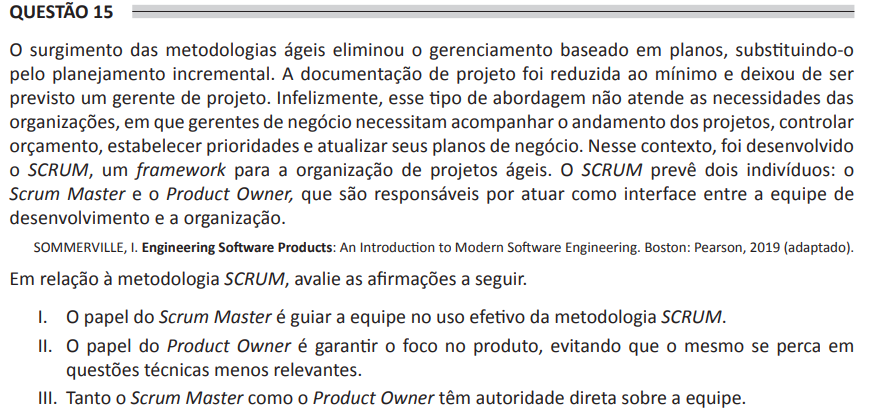 QUESTÃO 15
O surgimento das metodologias ágeis eliminou o gerenciamento baseado em planos, substituindo-o
pelo planejamento incremental. A documentação de projeto foi reduzida ao mínimo e deixou de ser
previsto um gerente de projeto. Infelizmente, esse tipo de abordagem não atende as necessidades das
organizações, em que gerentes de negócio necessitam acompanhar o andamento dos projetos, controlar
orçamento, estabelecer prioridades e atualizar seus planos de negócio. Nesse contexto, foi desenvolvido
o SCRUM, um framework para a organização de projetos ágeis. O SCRUM prevê dois indivíduos: o
Scrum Master e o Product Owner, que são responsáveis por atuar como interface entre a equipe de
desenvolvimento e a organização.
SOMMERVILLE, I. Engineering Software Products: An Introduction to Modern Software Engineering. Boston: Pearson, 2019 (adaptado).
Em relação à metodologia SCRUM, avalie as afirmações a seguir.
I. O papel do Scrum Master é guiar a equipe no uso efetivo da metodologia SCRUM.
II. O papel do Product Owner é garantir o foco no produto, evitando que o mesmo se perca em
questões técnicas menos relevantes.
III. Tanto o Scrum Master como o Product Owner têm autoridade direta sobre a equipe.